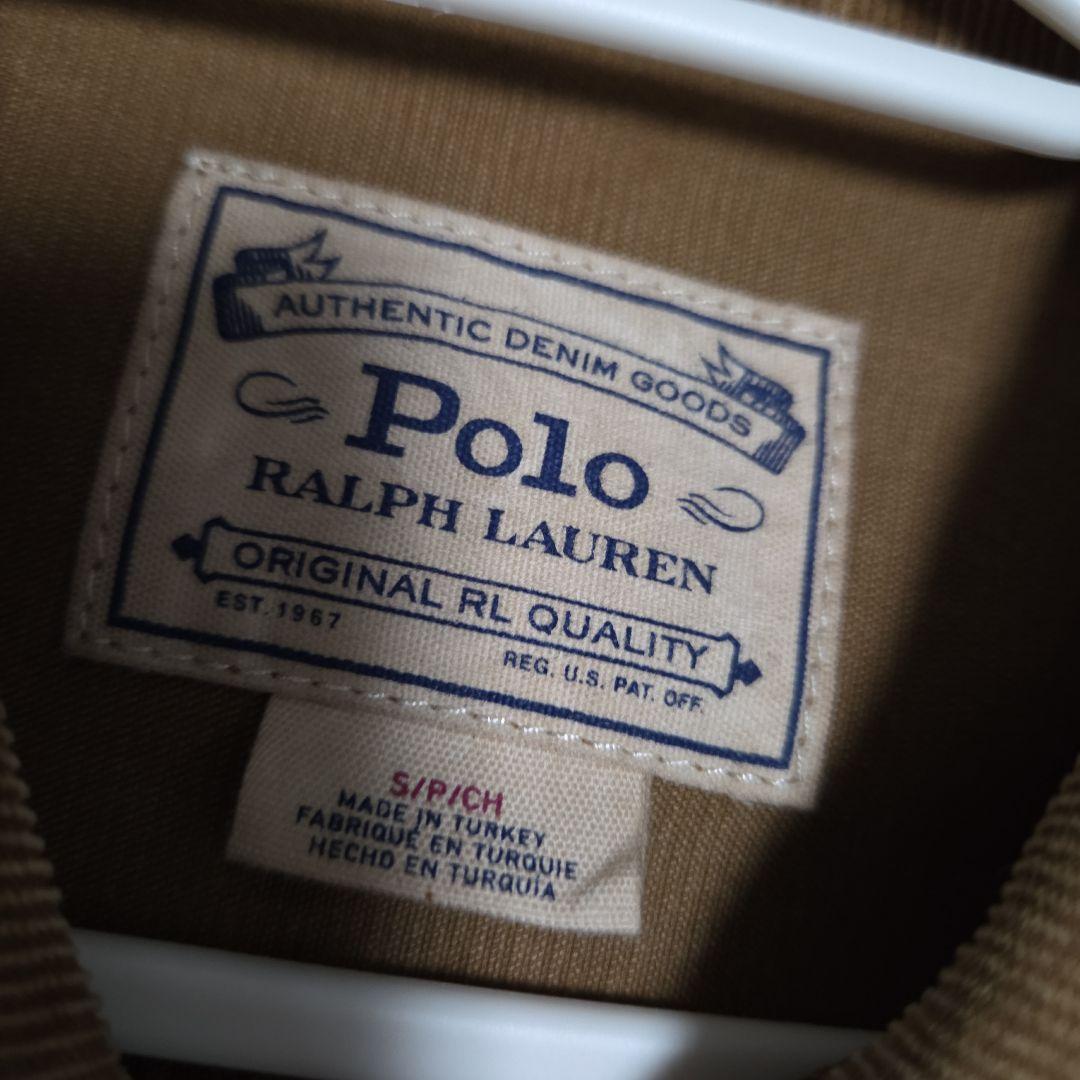 AUTHENTIC DENIM GOODS
Polo
RALPH LAUREN
ORIGINAL RL QUALITY
EST. 1967
REG. U.S. PAT. OFF.
S/P/CH
MADE IN TURKEY
FABRIQUÉ EN TURQUIE
HECHO EN TURQUÍA